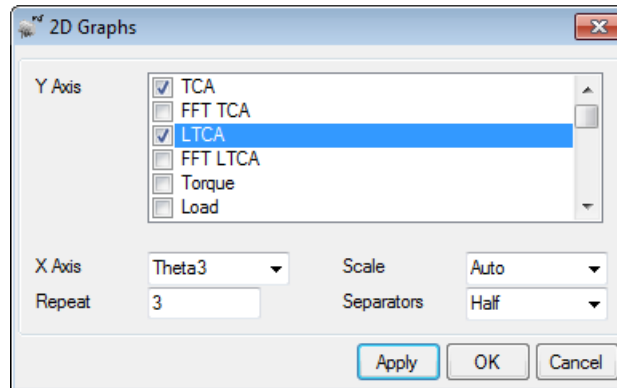 2D Graphs
Y Axis
TCA
FFT TCA
LTCA
FFT LTCA
Torque
Load
X Axis Theta3 Scale Auto
Repeat 3 Separators Half
Apply OK Cancel